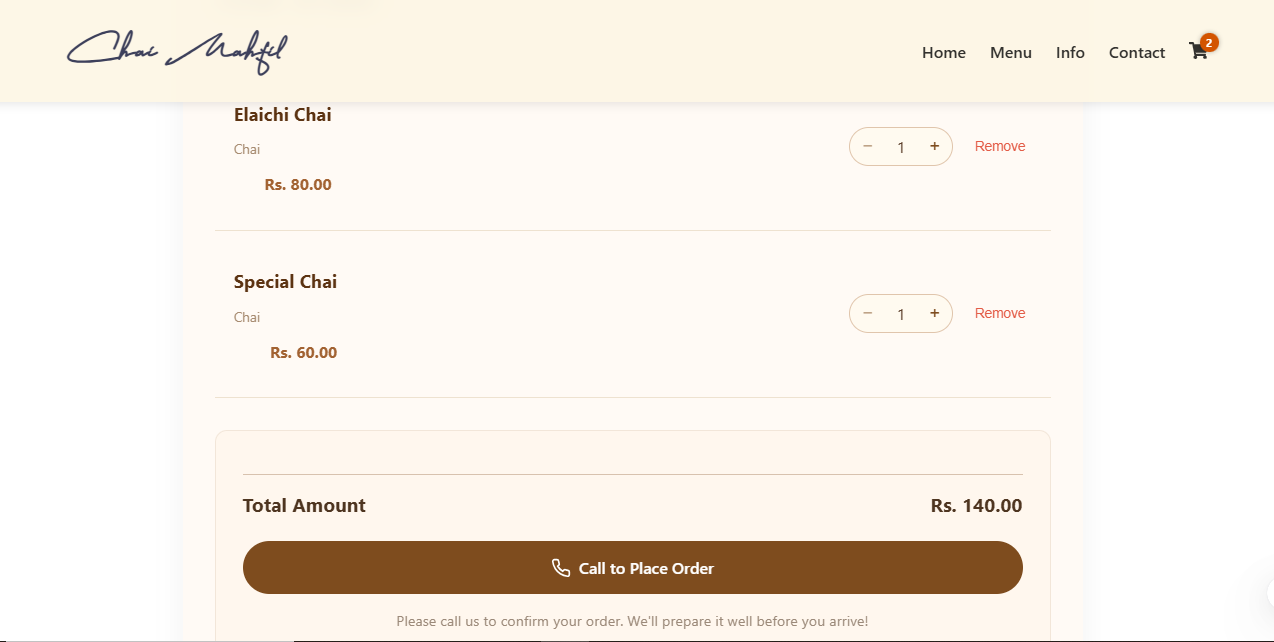 Chai Mahfil
Home Menu Info Contact 2
Elaichi Chai
Chai
− 1 + Remove
Rs. 80.00
Special Chai
Chai
− 1 + Remove
Rs. 60.00
Total Amount Rs. 140.00
Call to Place Order
Please call us to confirm your order. We'll prepare it well before you arrive!